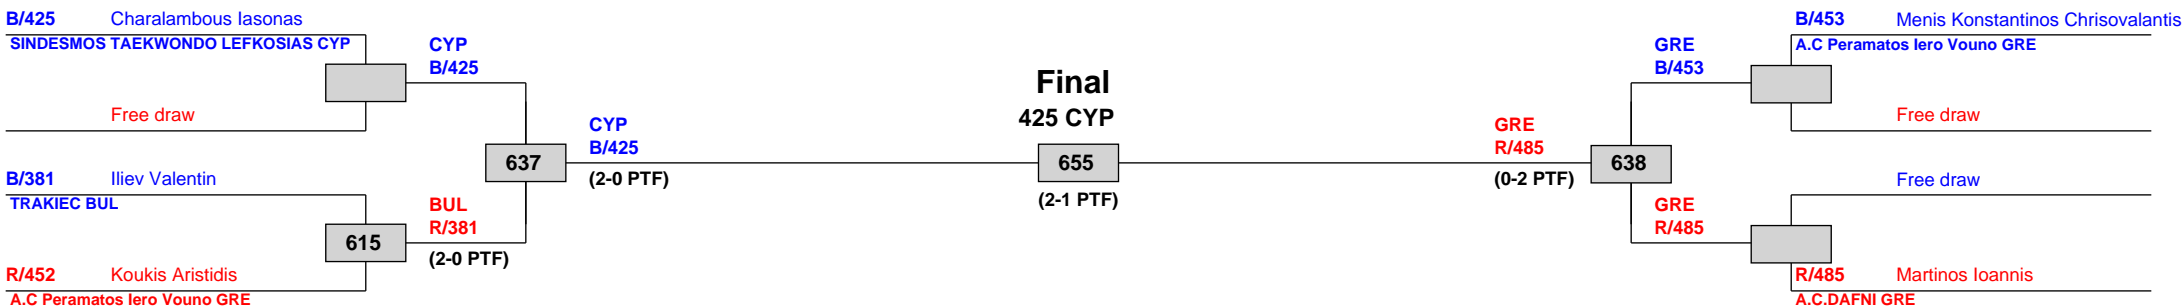 B/425 Charalambous Iasonas
SINDESMOS TAEKWONDO LEFKOSIAS CYP
Free draw
B/381 Iliev Valentin
TRAKIEC BUL
R/452 Koukis Aristidis
A.C Peramatos Iero Vouno GRE
615
CYP
B/425
BUL
R/381
(2-0 PTF)
637
CYP
B/425
(2-0 PTF)
Final
425 CYP
655
(2-1 PTF)
GRE
R/485
(0-2 PTF)
638
GRE
B/453
GRE
R/485
B/453 Menis Konstantinos Chrisovalantis
A.C Peramatos Iero Vouno GRE
Free draw
Free draw
R/485 Martinos Ioannis
A.C.DAFNI GRE